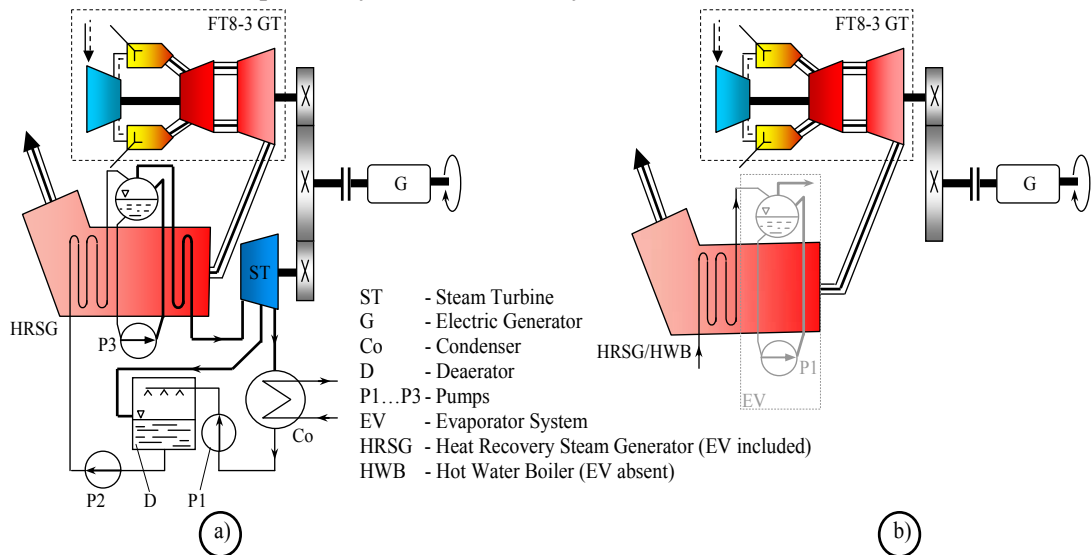 FT8-3 GT
G
ST
HRSG
P3
Co
P2
D
P1
a)
ST - Steam Turbine
G - Electric Generator
Co - Condenser
D - Deaerator
P1…P3 - Pumps
EV - Evaporator System
HRSG - Heat Recovery Steam Generator (EV included)
HWB - Hot Water Boiler (EV absent)
FT8-3 GT
G
HRSG/HWB
P1
EV
b)